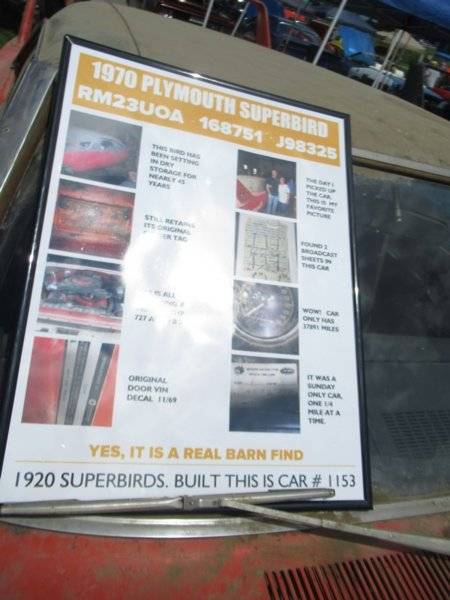 1970 PLYMOUTH SUPERBIRD
RM23UOA 168751 J98325
THIS BIRD HAS
BEEN SETTING
IN DRY
STORAGE FOR
NEARLY 45
YEARS
THE DAY I
PICKED UP
THE CAR,
THIS IS MY
FAVORITE
PICTURE
STILL RETAINS
ITS ORIGINAL
TAG
FOUND 2
BROADCAST
SHEETS IN
THIS CAR
IS ALL
727
WOW! CAR
ONLY HAS
37891 MILES
ORIGINAL
DOOR VIN
DECAL 11/69
IT WAS A
SUNDAY
ONLY CAR,
ONE 1/4
MILE AT A
TIME.
YES, IT IS A REAL BARN FIND
1920 SUPERBIRDS. BUILT THIS IS CAR # 1153